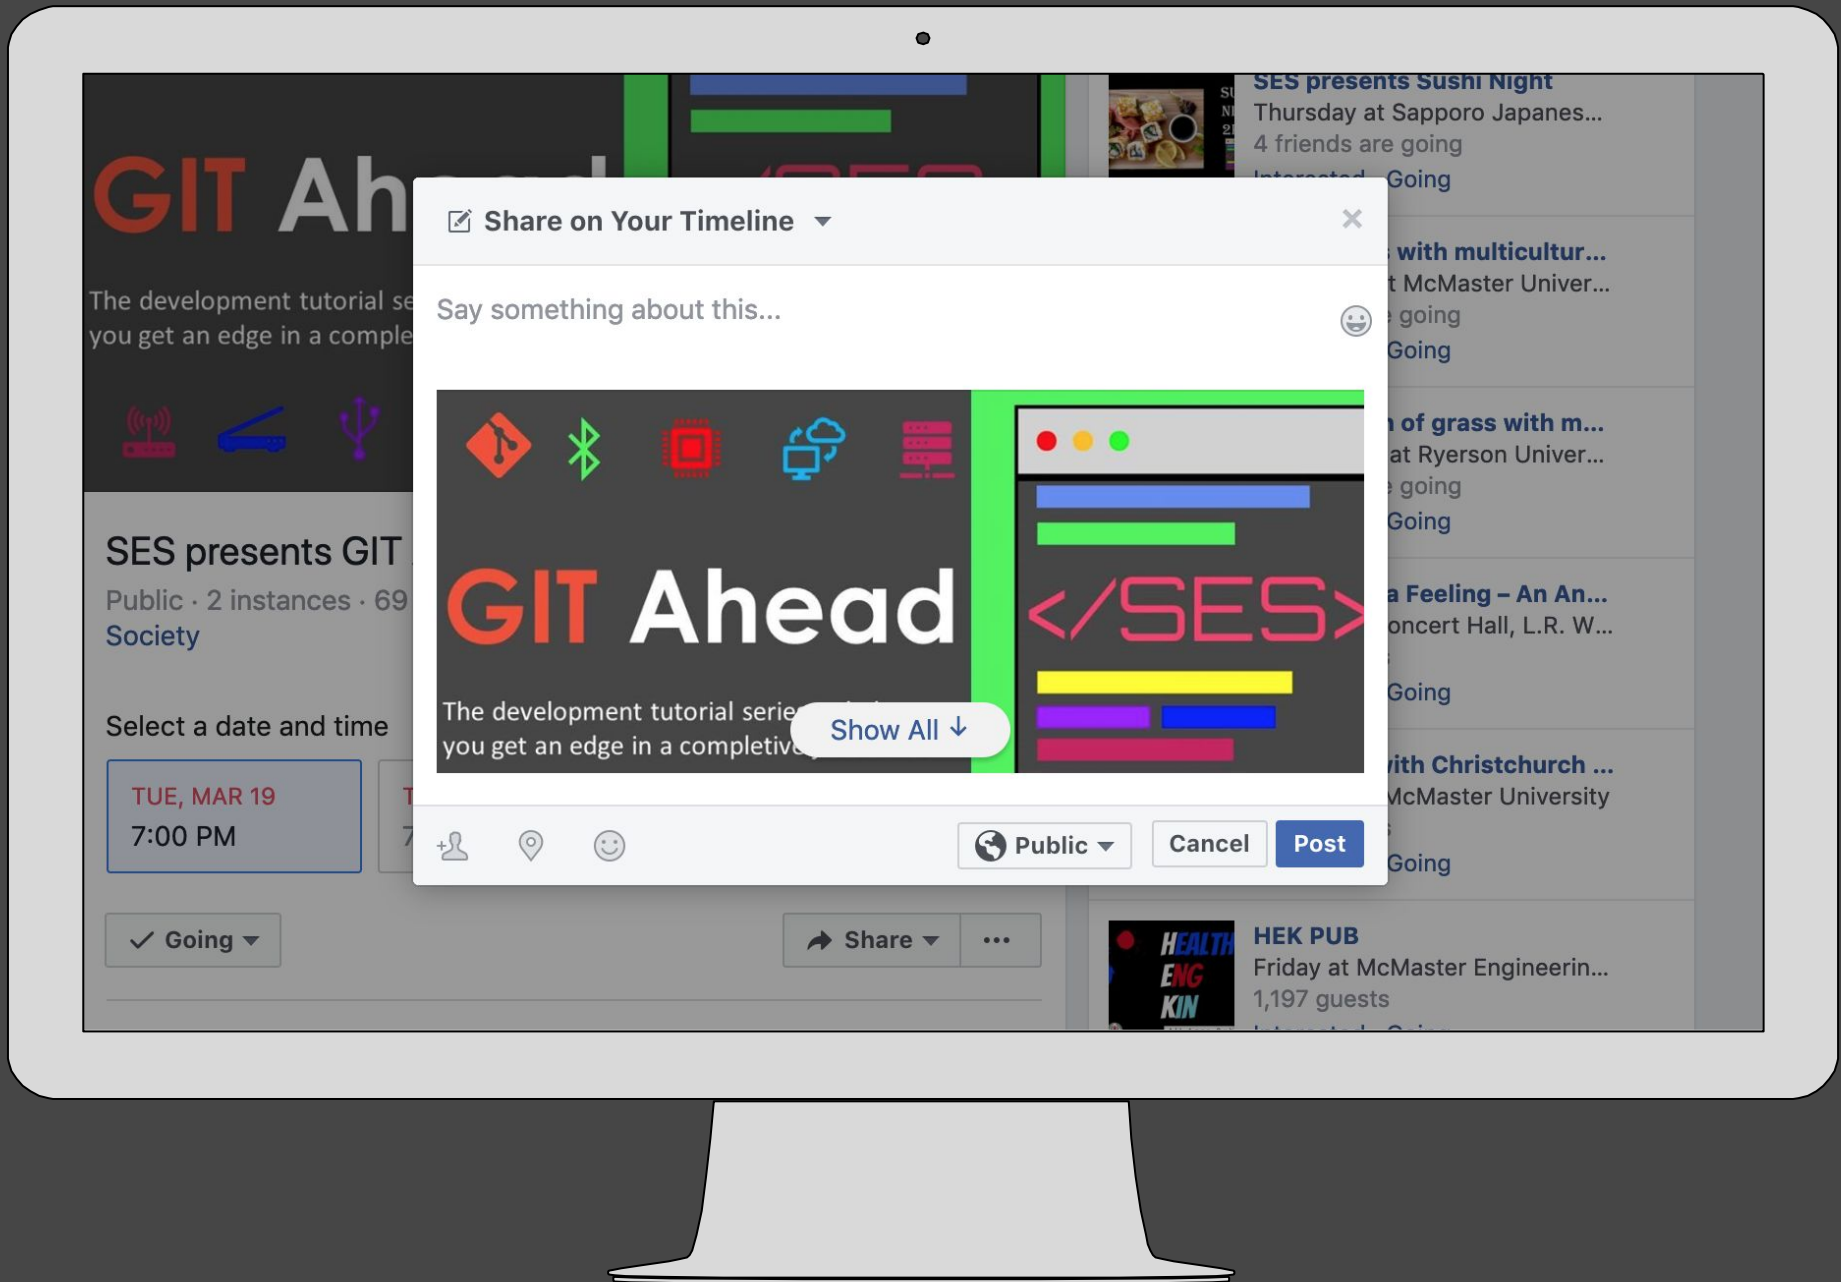 GIT Ah
The development tutorial se
you get an edge in a comple
SES presents GIT
Public · 2 instances · 69
Society
Select a date and time
TUE, MAR 19
7:00 PM
T
7
Going
Share
Share on Your Timeline
Say something about this...
GIT Ahead
The development tutorial serie
you get an edge in a completiv
Show All
</SES>
Public
Cancel
Post
SES presents Sushi Night
Thursday at Sapporo Japanes...
4 friends are going
Going
with multicultur...
t McMaster Univer...
going
Going
of grass with m...
at Ryerson Univer...
going
Going
a Feeling – An An...
oncert Hall, L.R. W...
Going
ith Christchurch ...
McMaster University
Going
HEALTH
ENG
KIN
HEK PUB
Friday at McMaster Engineerin...
1,197 guests